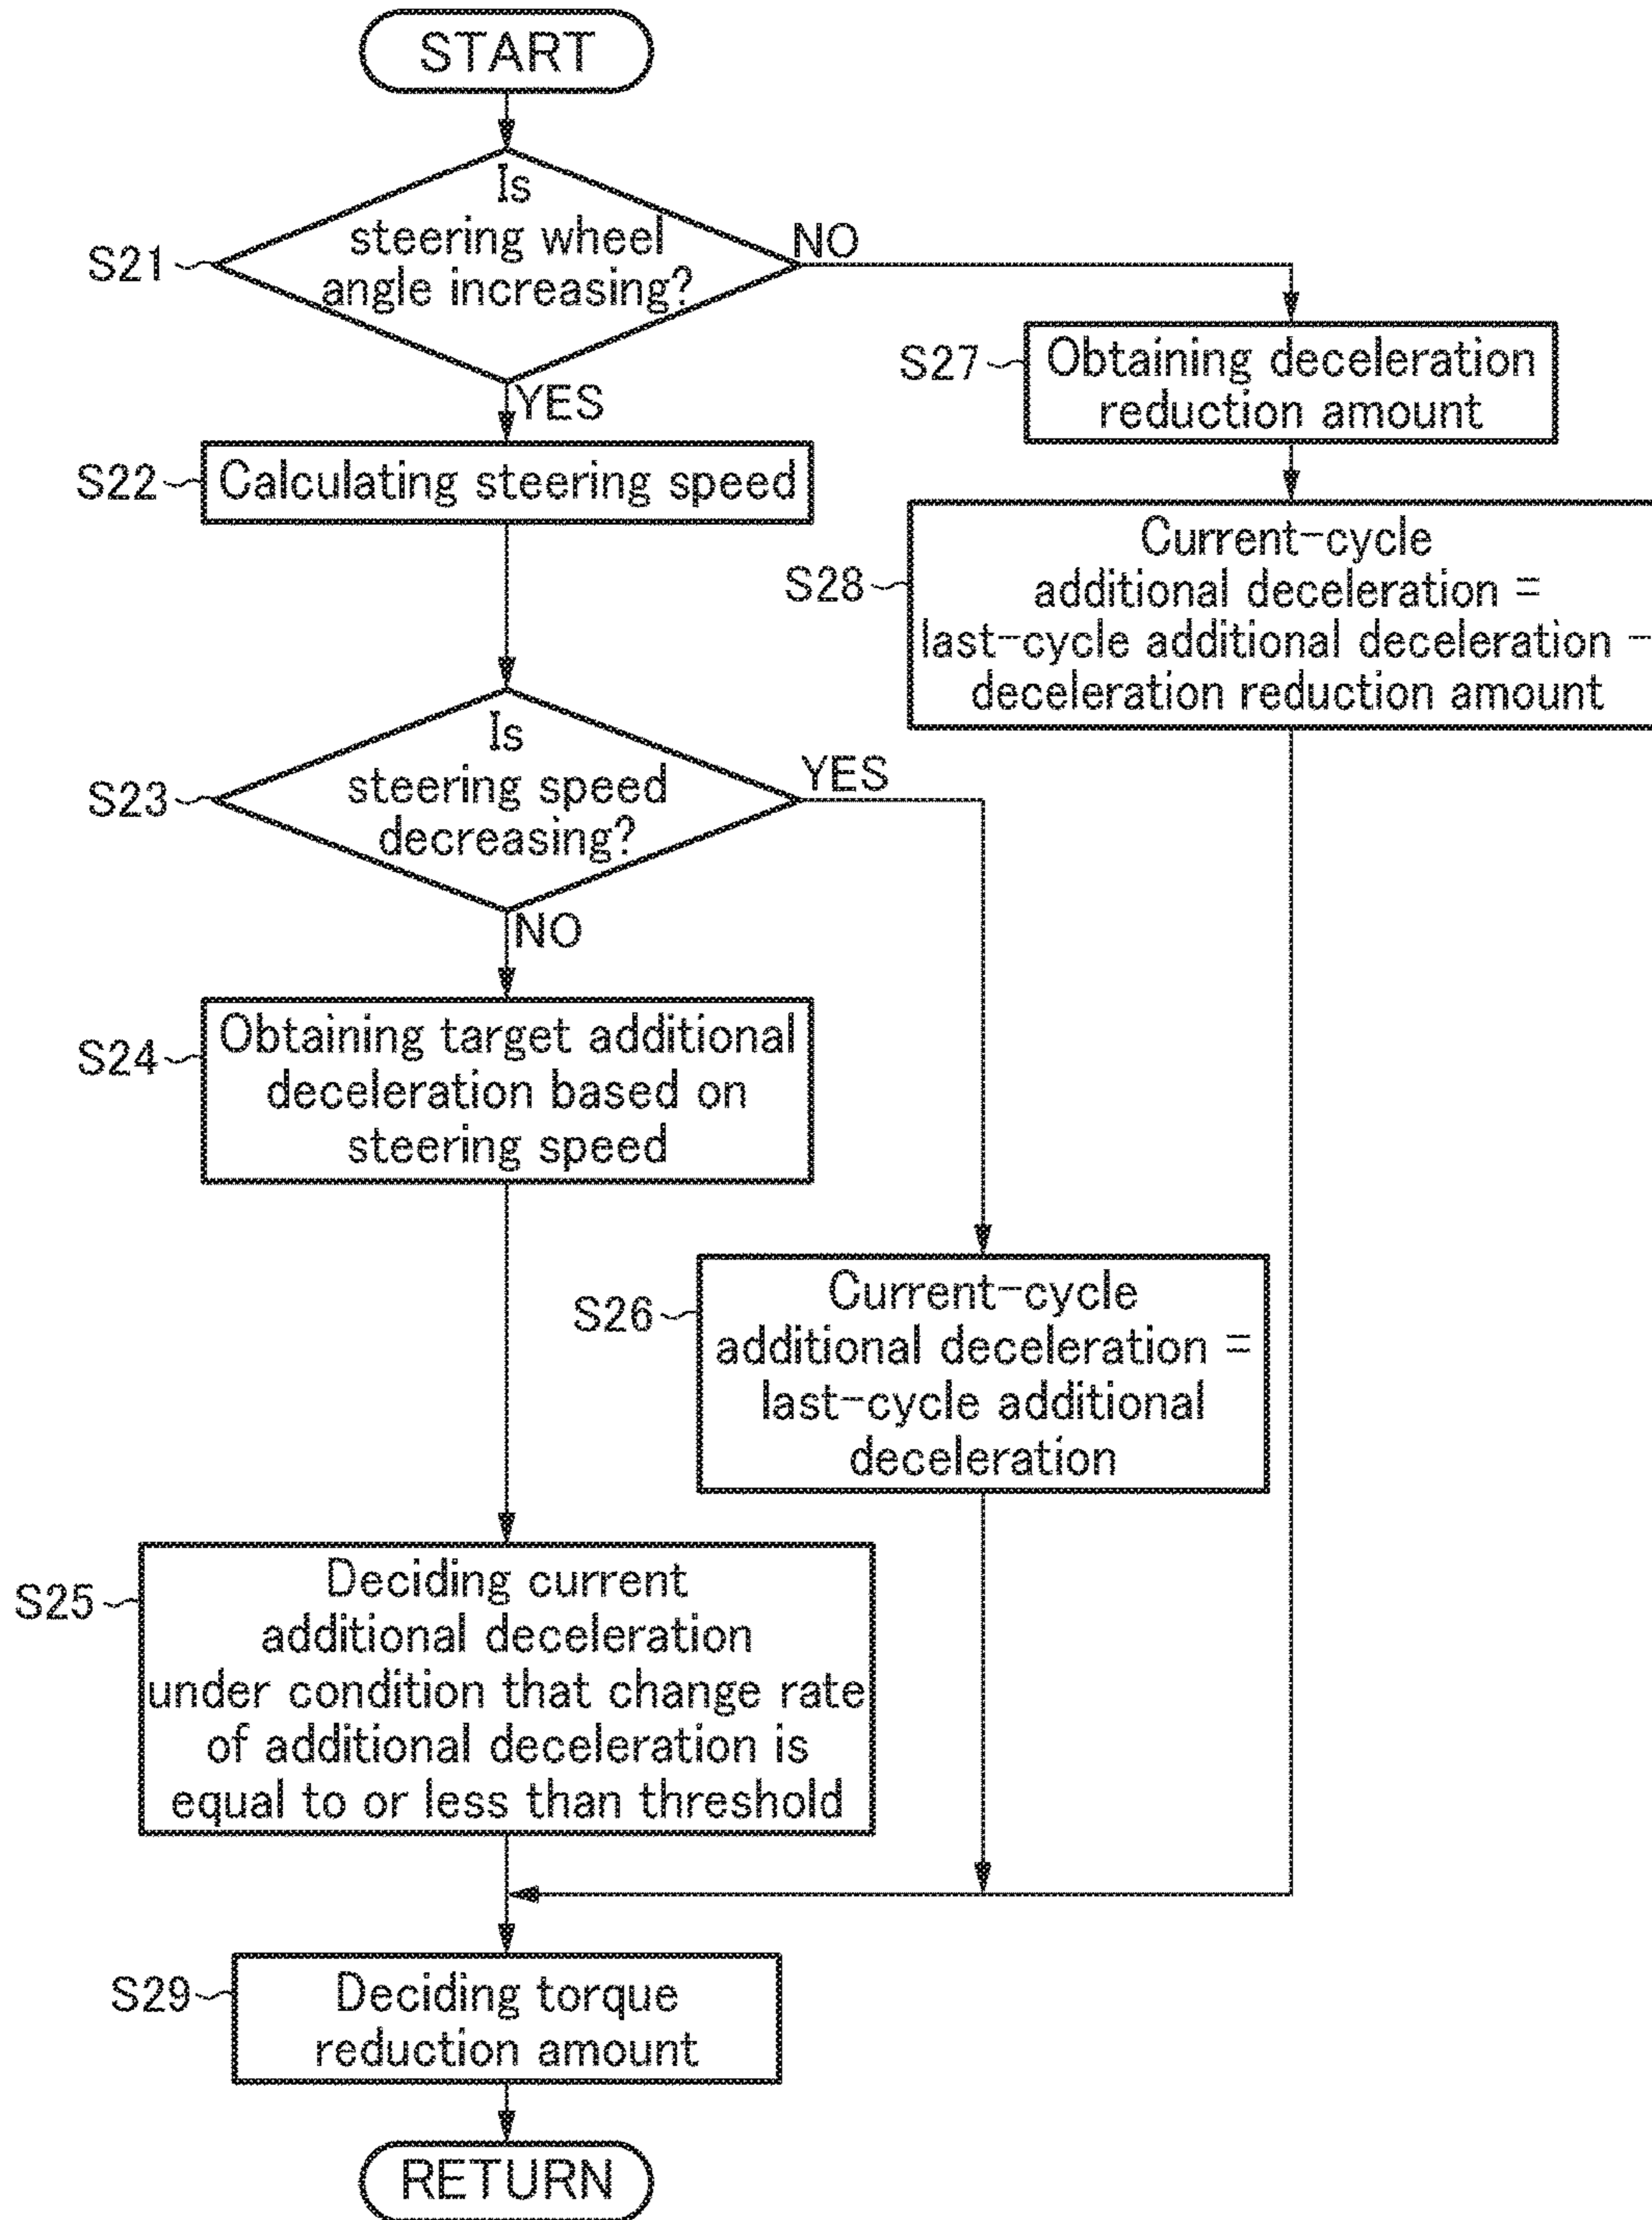 START
Is
steering wheel
angle increasing?
S21
NO
YES
S27
Obtaining deceleration
reduction amount
S22
Calculating steering speed
S28
Current-cycle
additional deceleration =
last-cycle additional deceleration -
deceleration reduction amount
Is
steering speed
decreasing?
S23
YES
NO
S24
Obtaining target additional
deceleration based on
steering speed
S26
Current-cycle
additional deceleration =
last-cycle additional
deceleration
S25
Deciding current
additional deceleration
under condition that change rate
of additional deceleration is
equal to or less than threshold
S29
Deciding torque
reduction amount
RETURN